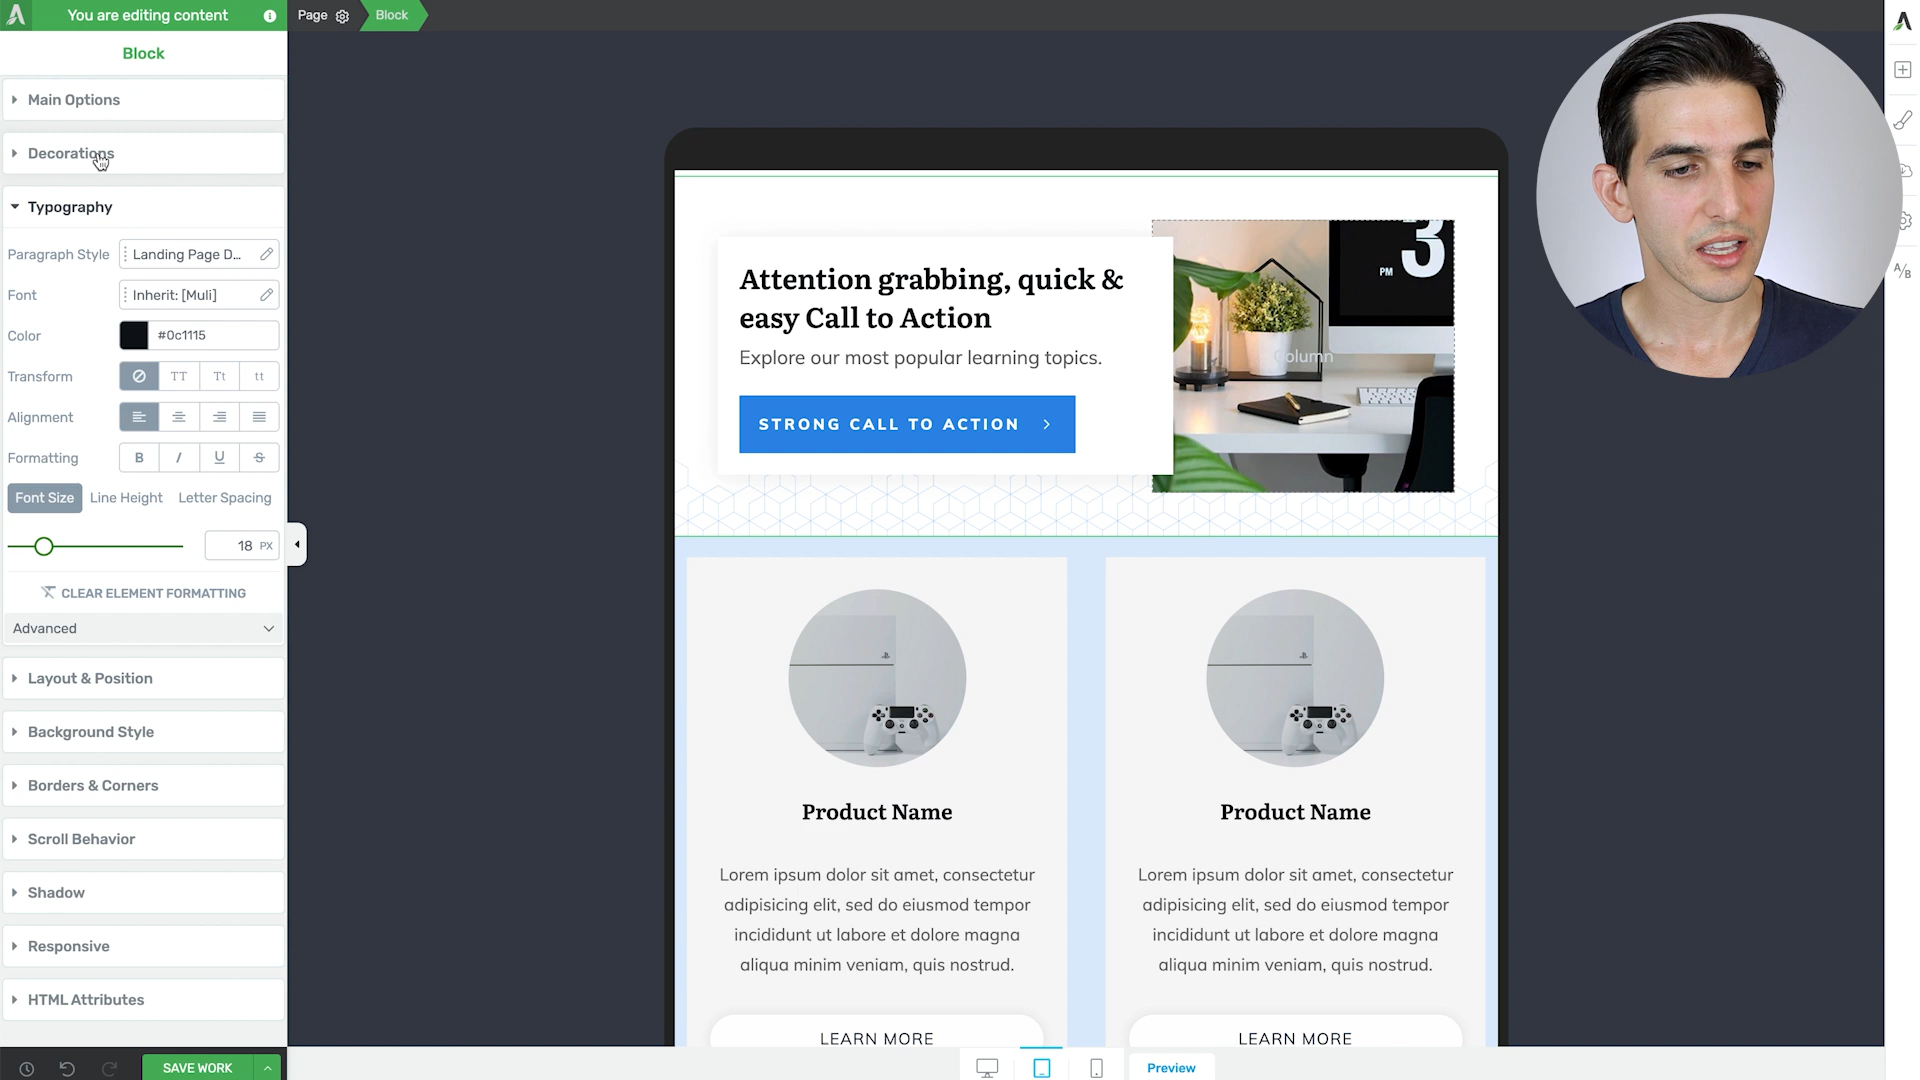 You are editing content
Page
Block
Block
Main Options
Decorations
Typography
Paragraph Style
Landing Page D...
Font
Inherit: [Muli]
Color
#0c1115
Transform
TT
Tt
tt
Alignment
Formatting
B
I
U
S
Font Size
Line Height
Letter Spacing
18 PX
CLEAR ELEMENT FORMATTING
Advanced
Layout & Position
Background Style
Borders & Corners
Scroll Behavior
Shadow
Responsive
HTML Attributes
SAVE WORK
Attention grabbing, quick &
easy Call to Action
Explore our most popular learning topics.
STRONG CALL TO ACTION
PM
3
Column
Product Name
Lorem ipsum dolor sit amet, consectetur
adipisicing elit, sed do eiusmod tempor
incididunt ut labore et dolore magna
aliqua minim veniam, quis nostrud.
LEARN MORE
Product Name
Lorem ipsum dolor sit amet, consectetur
adipisicing elit, sed do eiusmod tempor
incididunt ut labore et dolore magna
aliqua minim veniam, quis nostrud.
LEARN MORE
Preview
A/B